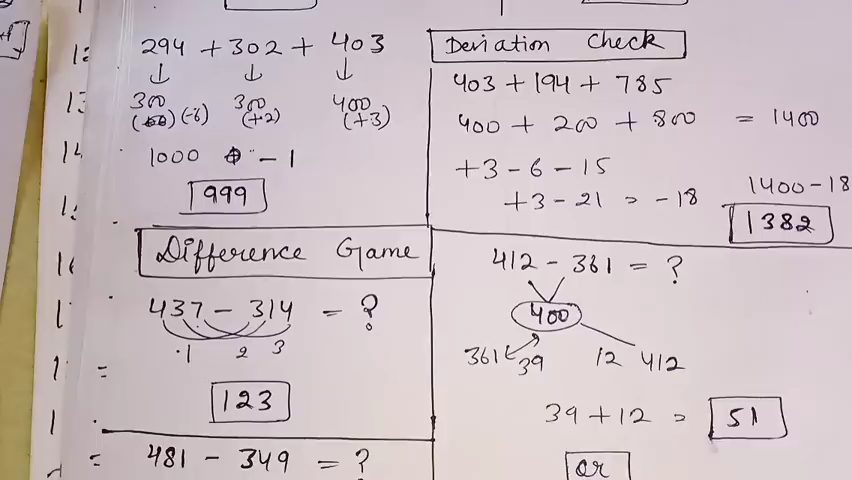 294 + 302 + 403
↓ ↓ ↓
300 300 400
(-6) (+2) (+3)
1000 - 1
999
Deviation Check
403 + 194 + 785
400 + 200 + 800 = 1400
+3 - 6 - 15
+3 - 21 = -18 1400 - 18
1382
Difference Game
437 - 314 = ?
1 2 3
=
123
= 481 - 349 = ?
412 - 361 = ?
400
361 39 12 412
39 + 12 = 51
or